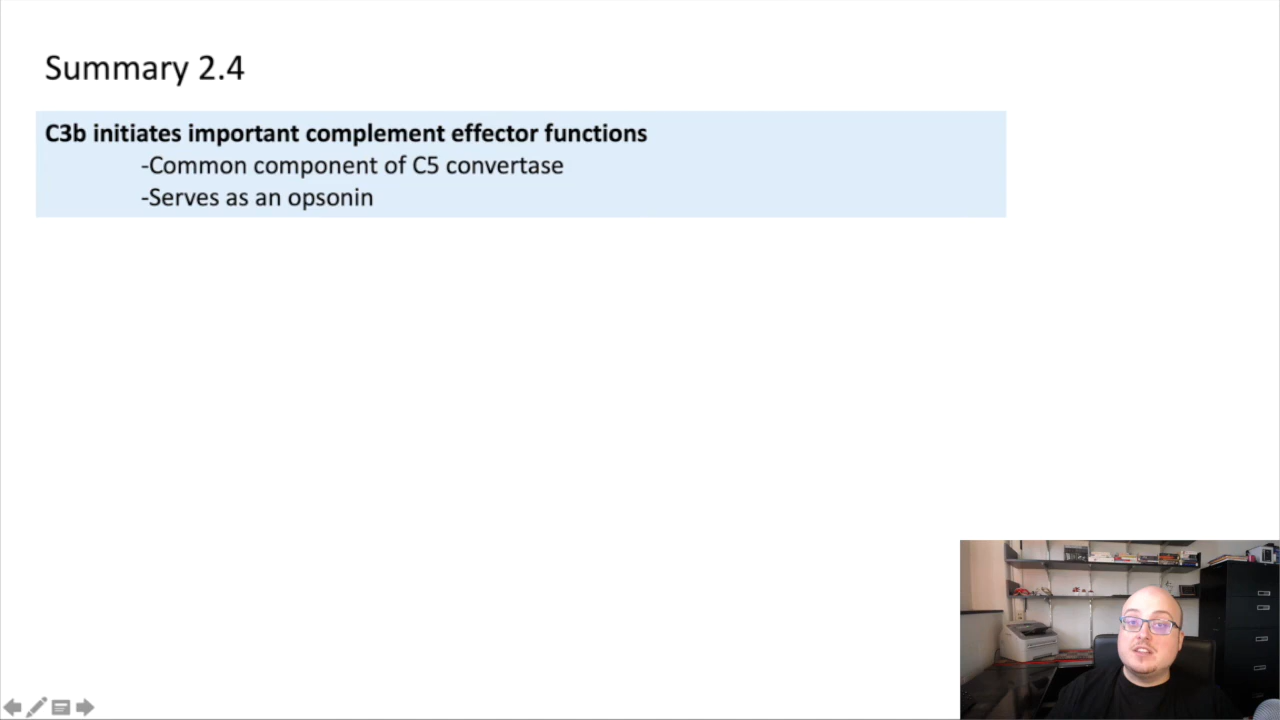 Summary 2.4
C3b initiates important complement effector functions
-Common component of C5 convertase
-Serves as an opsonin